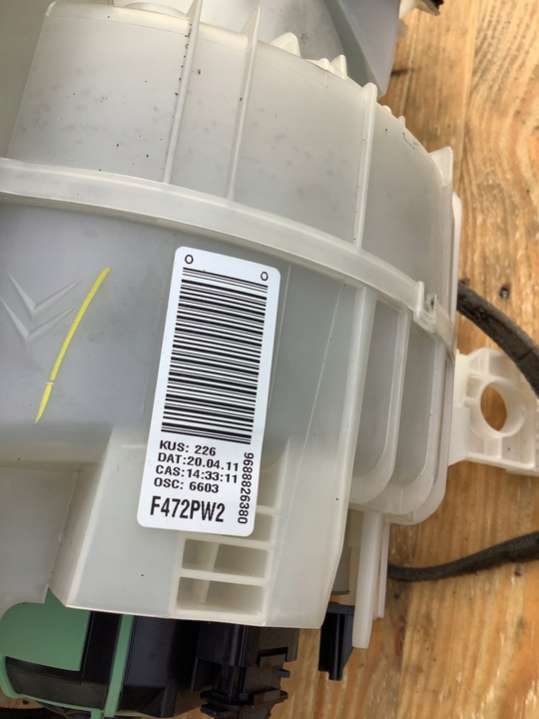 O O
KUS: 226
DAT:20.04.11
CAS:14:33:11
OSC: 6603
F472PW2
9688826380